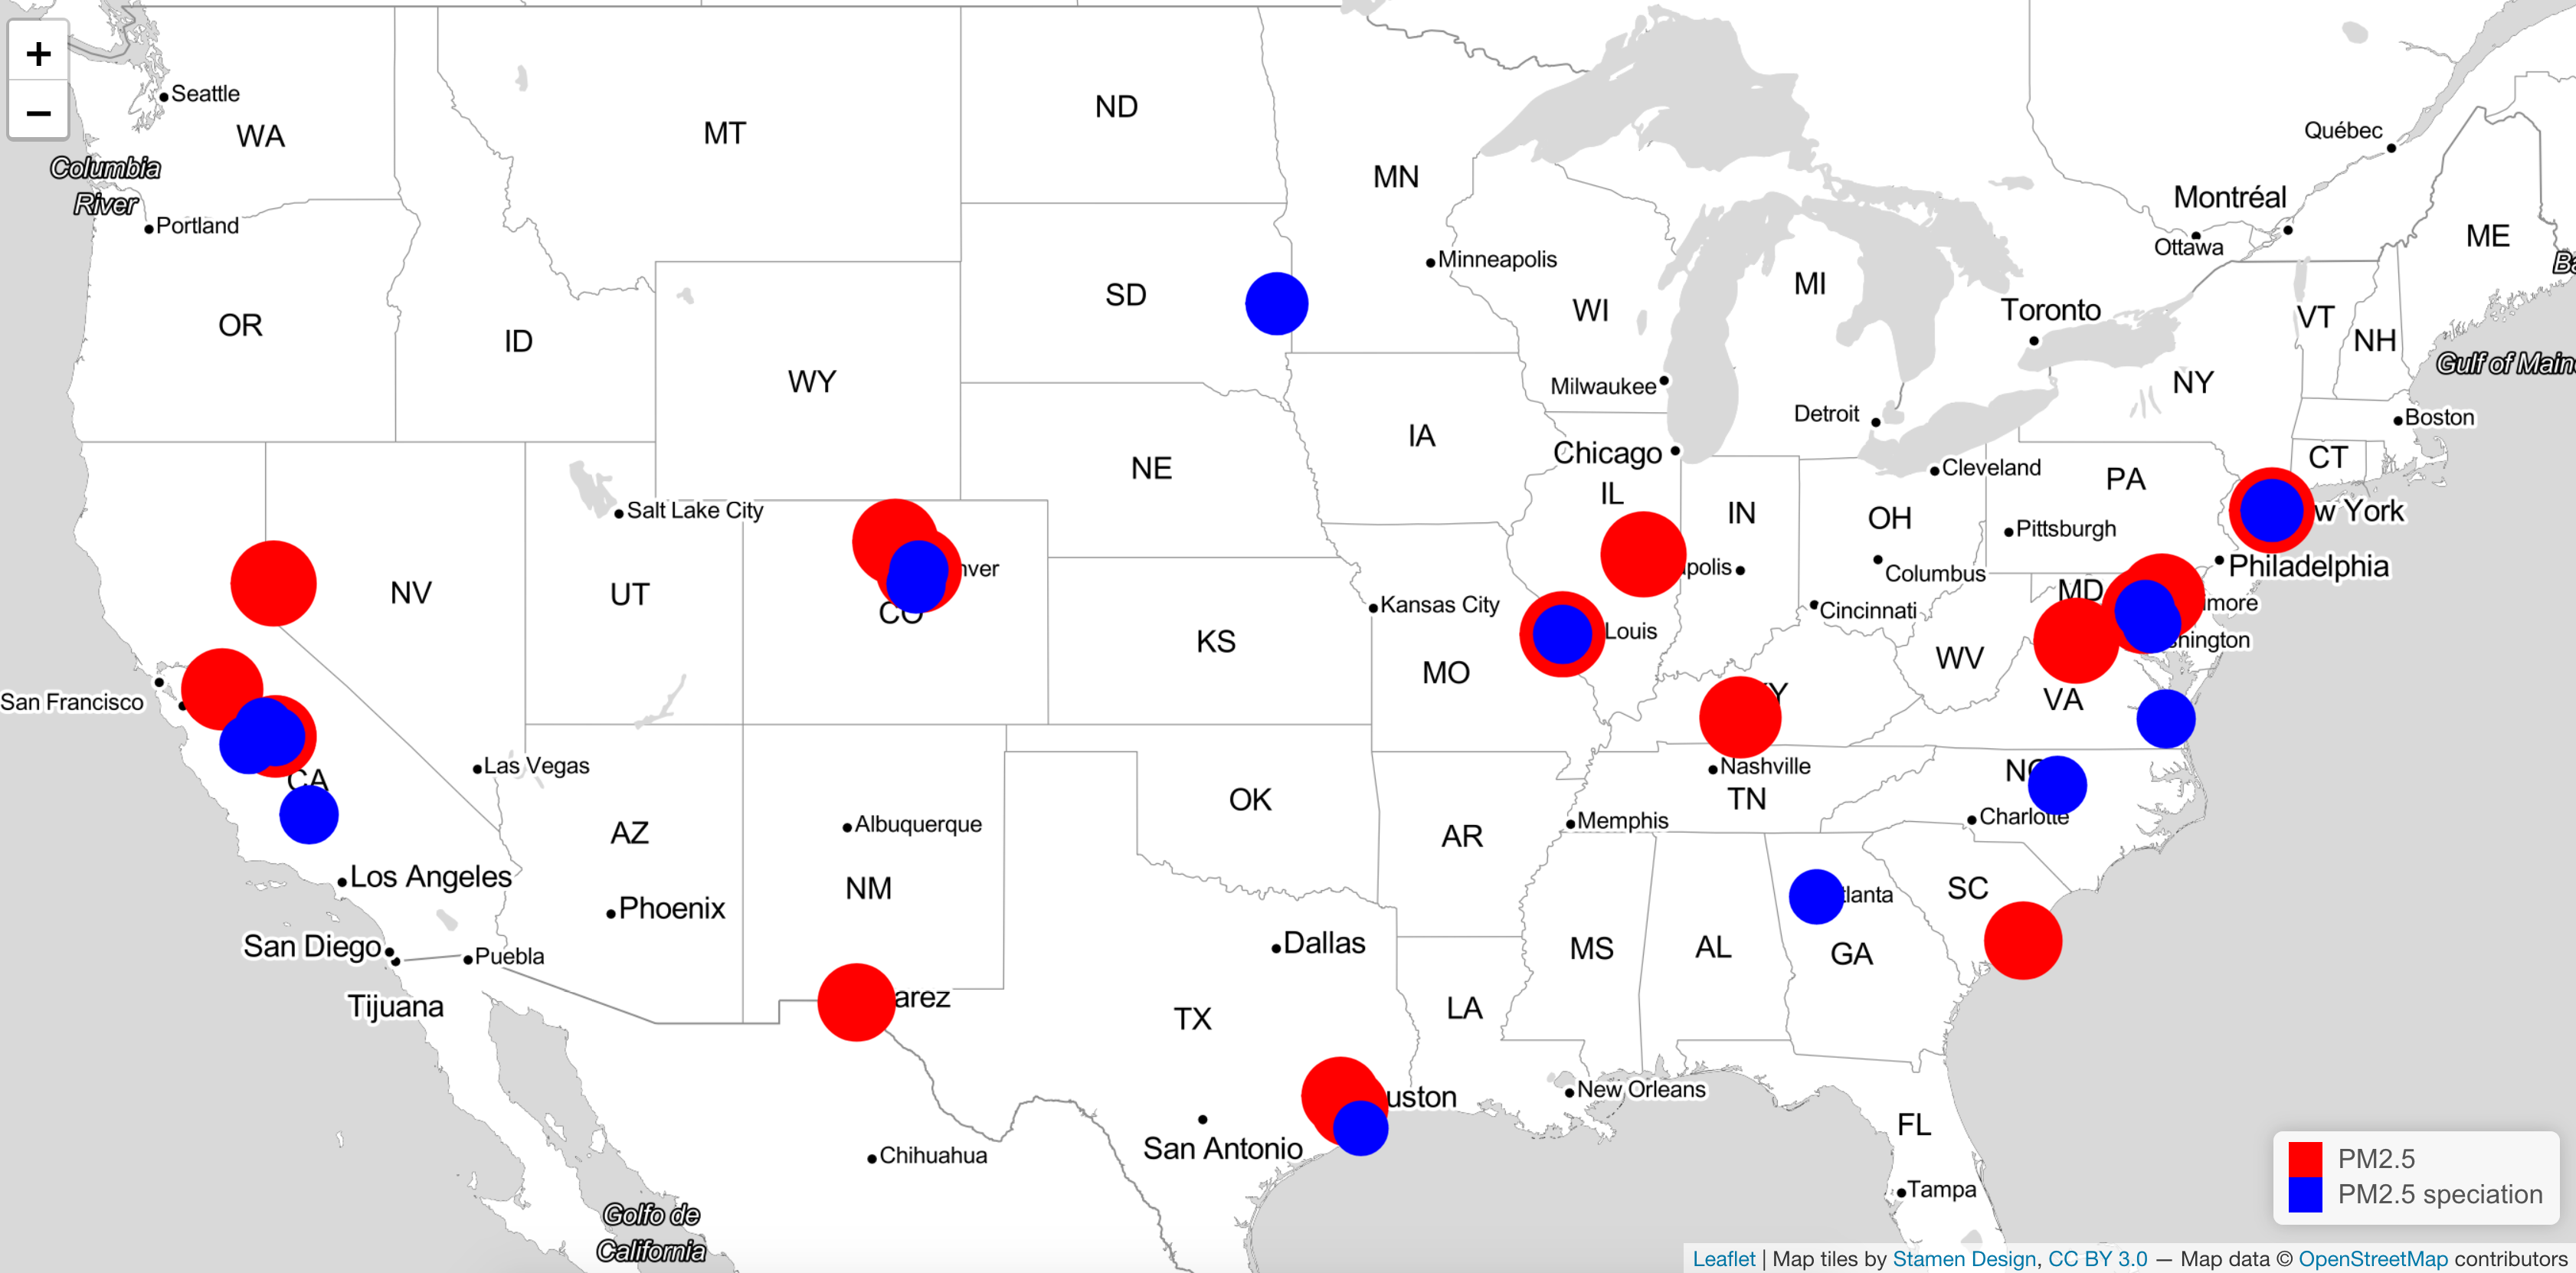 +
−
Seattle
WA
Columbia
River
Portland
OR
ID
MT
WY
ND
SD
NE
MN
Minneapolis
WI
MI
IA
Milwaukee
Chicago
Detroit
Toronto
Québec
Montréal
Ottawa
ME
VT
NH
Gulf of Main
NY
Boston
CT
PA
Cleveland
Pittsburgh
w York
Philadelphia
IL
IN
OH
Columbus
Cincinnati
polis
MD
imore
hington
WV
VA
Salt Lake City
NV
UT
nver
CO
KS
Kansas City
MO
Louis
KY
San Francisco
CA
Las Vegas
Los Angeles
San Diego
Puebla
Tijuana
AZ
Phoenix
Albuquerque
NM
arez
Chihuahua
Golfo de
California
OK
Dallas
TX
San Antonio
uston
AR
LA
MS
AL
GA
tlanta
Nashville
TN
Memphis
NC
Charlotte
SC
New Orleans
FL
Tampa
PM2.5
PM2.5 speciation
Leaflet | Map tiles by Stamen Design, CC BY 3.0 — Map data © OpenStreetMap contributors